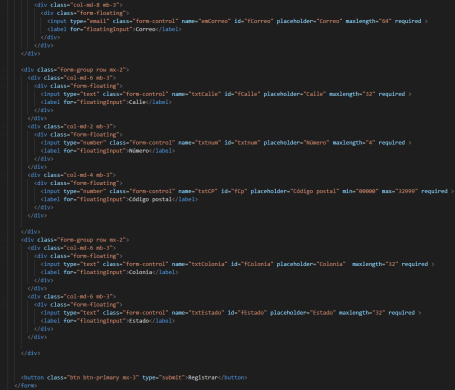 <div class="col-md-8 mb-3">
<div class="form-floating">
<input type="email" class="form-control" name="emCorreo" id="fCorreo" placeholder="Correo" maxlength="64" required >
<label for="floatingInput">Correo</label>
</div>
</div>
</div>
<div class="form-group row mx-2">
<div class="col-md-6 mb-3">
<div class="form-floating">
<input type="text" class="form-control" name="txtCalle" id="fCalle" placeholder="Calle" maxlength="32" required >
<label for="floatingInput">Calle</label>
</div>
</div>
<div class="col-md-2 mb-3">
<div class="form-floating">
<input type="number" class="form-control" name="txtnum" id="txtnum" placeholder="Número" maxlength="4" required >
<label for="floatingInput">Número</label>
</div>
</div>
<div class="col-md-4 mb-3">
<div class="form-floating">
<input type="number" class="form-control" name="txtCP" id="fCp" placeholder="Código postal" min="00000" max="32999" required >
<label for="floatingInput">Código postal</label>
</div>
</div>
</div>
<div class="form-group row mx-2">
<div class="col-md-6 mb-3">
<div class="form-floating">
<input type="text" class="form-control" name="txtColonia" id="fColonia" placeholder="Colonia" maxlength="32" required >
<label for="floatingInput">Colonia</label>
</div>
</div>
<div class="col-md-6 mb-3">
<div class="form-floating">
<input type="text" class="form-control" name="txtEstado" id="fEstado" placeholder="Estado" maxlength="32" required >
<label for="floatingInput">Estado</label>
</div>
</div>
</div>
<button class="btn btn-primary mx-3" type="submit">Registrar</button>
</form>